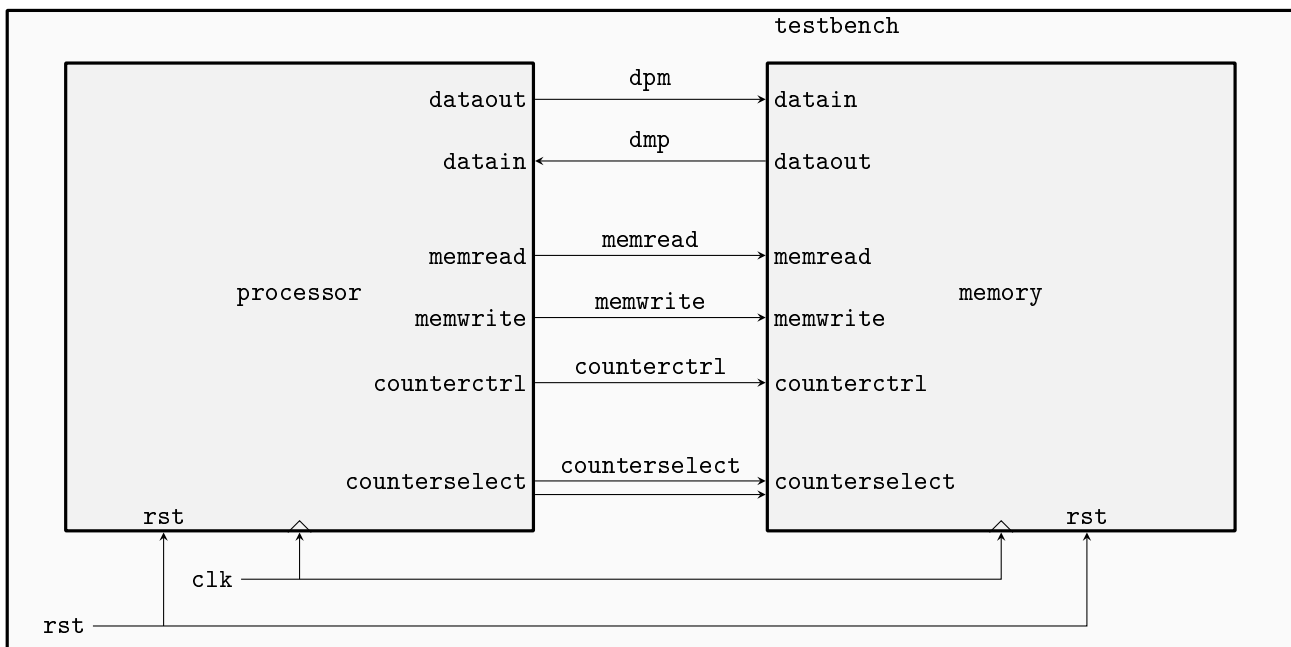 testbench
dpm
dataout datain
dmp
datain dataout
memread
memread memread
processor memory
memwrite
memwrite memwrite
counterctrl
counterctrl counterctrl
counterselect
counterselect counterselect
rst rst
clk
rst